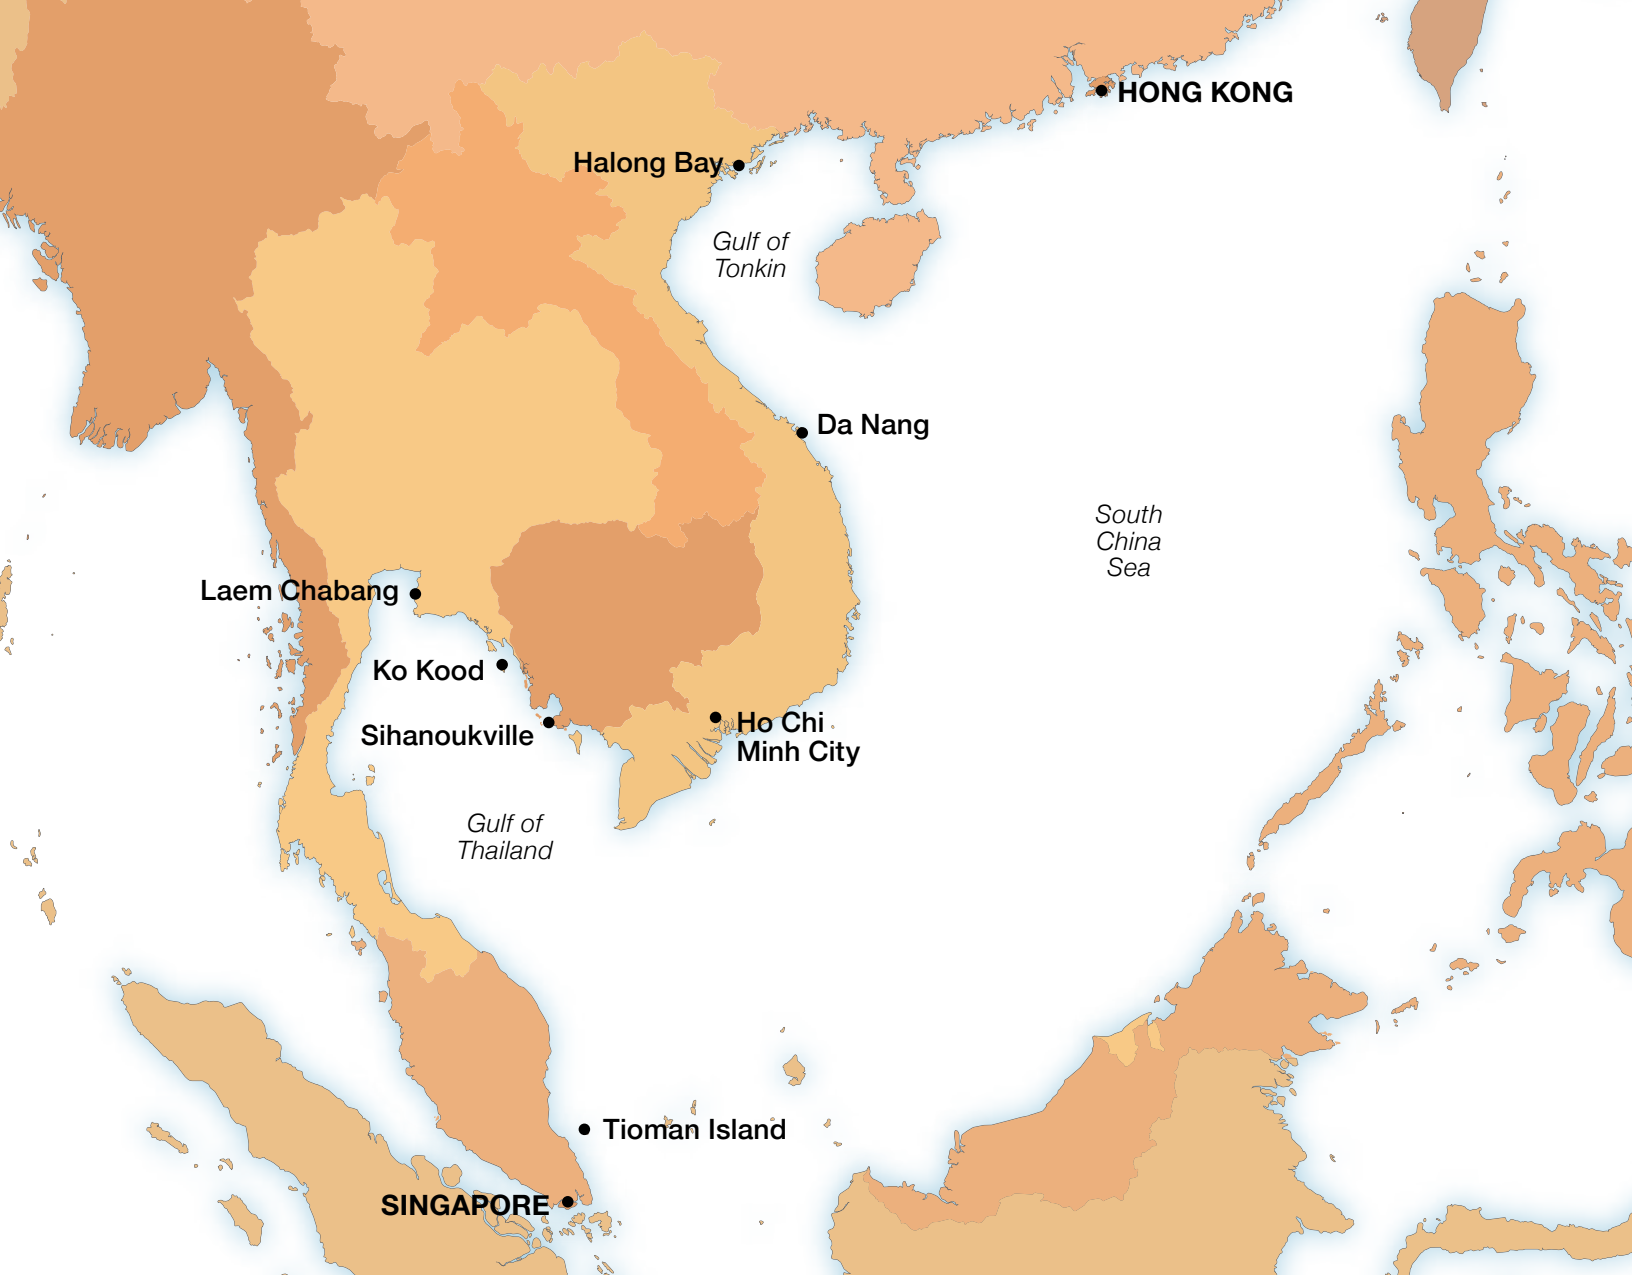 HONG KONG
Halong Bay
Gulf of
Tonkin
Da Nang
South
China
Sea
Laem Chabang
Ko Kood
Sihanoukville
Ho Chi
Minh City
Gulf of
Thailand
Tioman Island
SINGAPORE